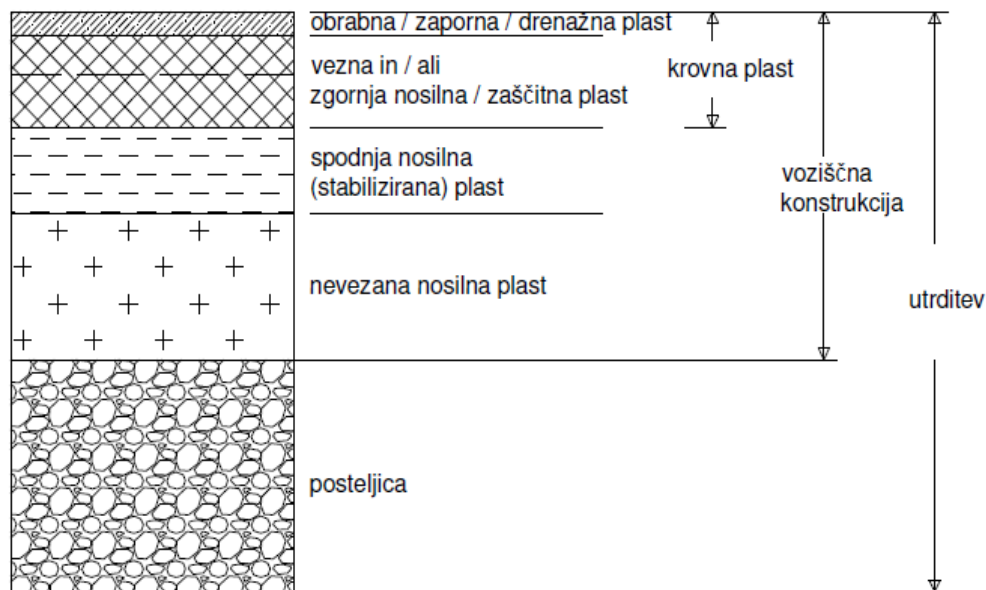 obrabna / zaporna / drenažna plast
vezna in / ali
zgornja nosilna / zaščitna plast
krovna plast
spodnja nosilna
(stabilizirana) plast
voziščna
konstrukcija
nevezana nosilna plast
utrditev
posteljica